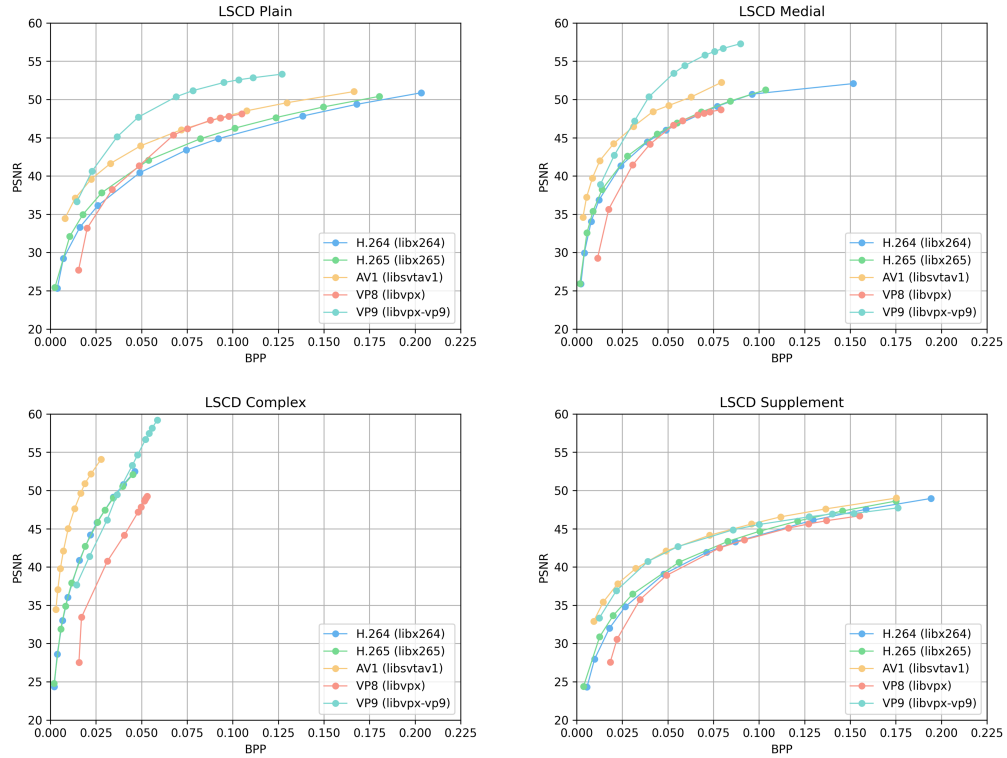 LSCD Plain
60
55
50
45
40
35
30
25
20
PSNR
0.000 0.025 0.050 0.075 0.100 0.125 0.150 0.175 0.200 0.225
BPP
H.264 (libx264)
H.265 (libx265)
AV1 (libsvtav1)
VP8 (libvpx)
VP9 (libvpx-vp9)
LSCD Medial
60
55
50
45
40
35
30
25
20
PSNR
0.000 0.025 0.050 0.075 0.100 0.125 0.150 0.175 0.200 0.225
BPP
H.264 (libx264)
H.265 (libx265)
AV1 (libsvtav1)
VP8 (libvpx)
VP9 (libvpx-vp9)
LSCD Complex
60
55
50
45
40
35
30
25
20
PSNR
0.000 0.025 0.050 0.075 0.100 0.125 0.150 0.175 0.200 0.225
BPP
H.264 (libx264)
H.265 (libx265)
AV1 (libsvtav1)
VP8 (libvpx)
VP9 (libvpx-vp9)
LSCD Supplement
60
55
50
45
40
35
30
25
20
PSNR
0.000 0.025 0.050 0.075 0.100 0.125 0.150 0.175 0.200 0.225
BPP
H.264 (libx264)
H.265 (libx265)
AV1 (libsvtav1)
VP8 (libvpx)
VP9 (libvpx-vp9)